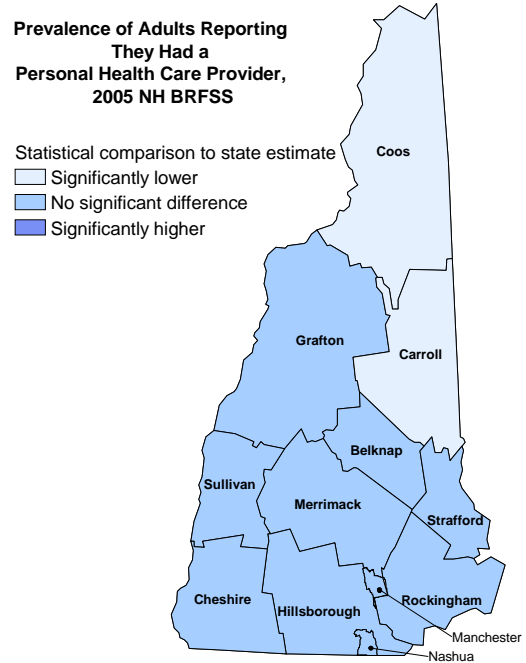 Prevalence of Adults Reporting
They Had a
Personal Health Care Provider,
2005 NH BRFSS
Statistical comparison to state estimate
Significantly lower
No significant difference
Significantly higher
Coos
Grafton
Carroll
Belknap
Sullivan
Merrimack
Strafford
Cheshire
Hillsborough
Rockingham
Manchester
Nashua